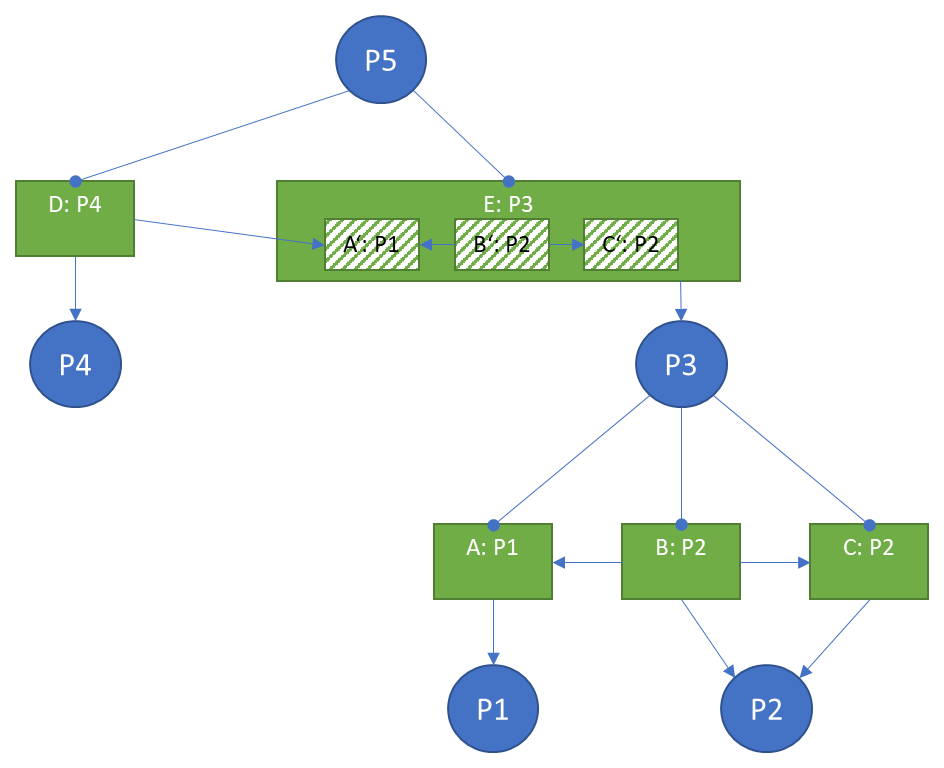 P5
D: P4
E: P3
A‘: P1
B‘: P2
C‘: P2
P4
P3
A: P1
B: P2
C: P2
P1
P2